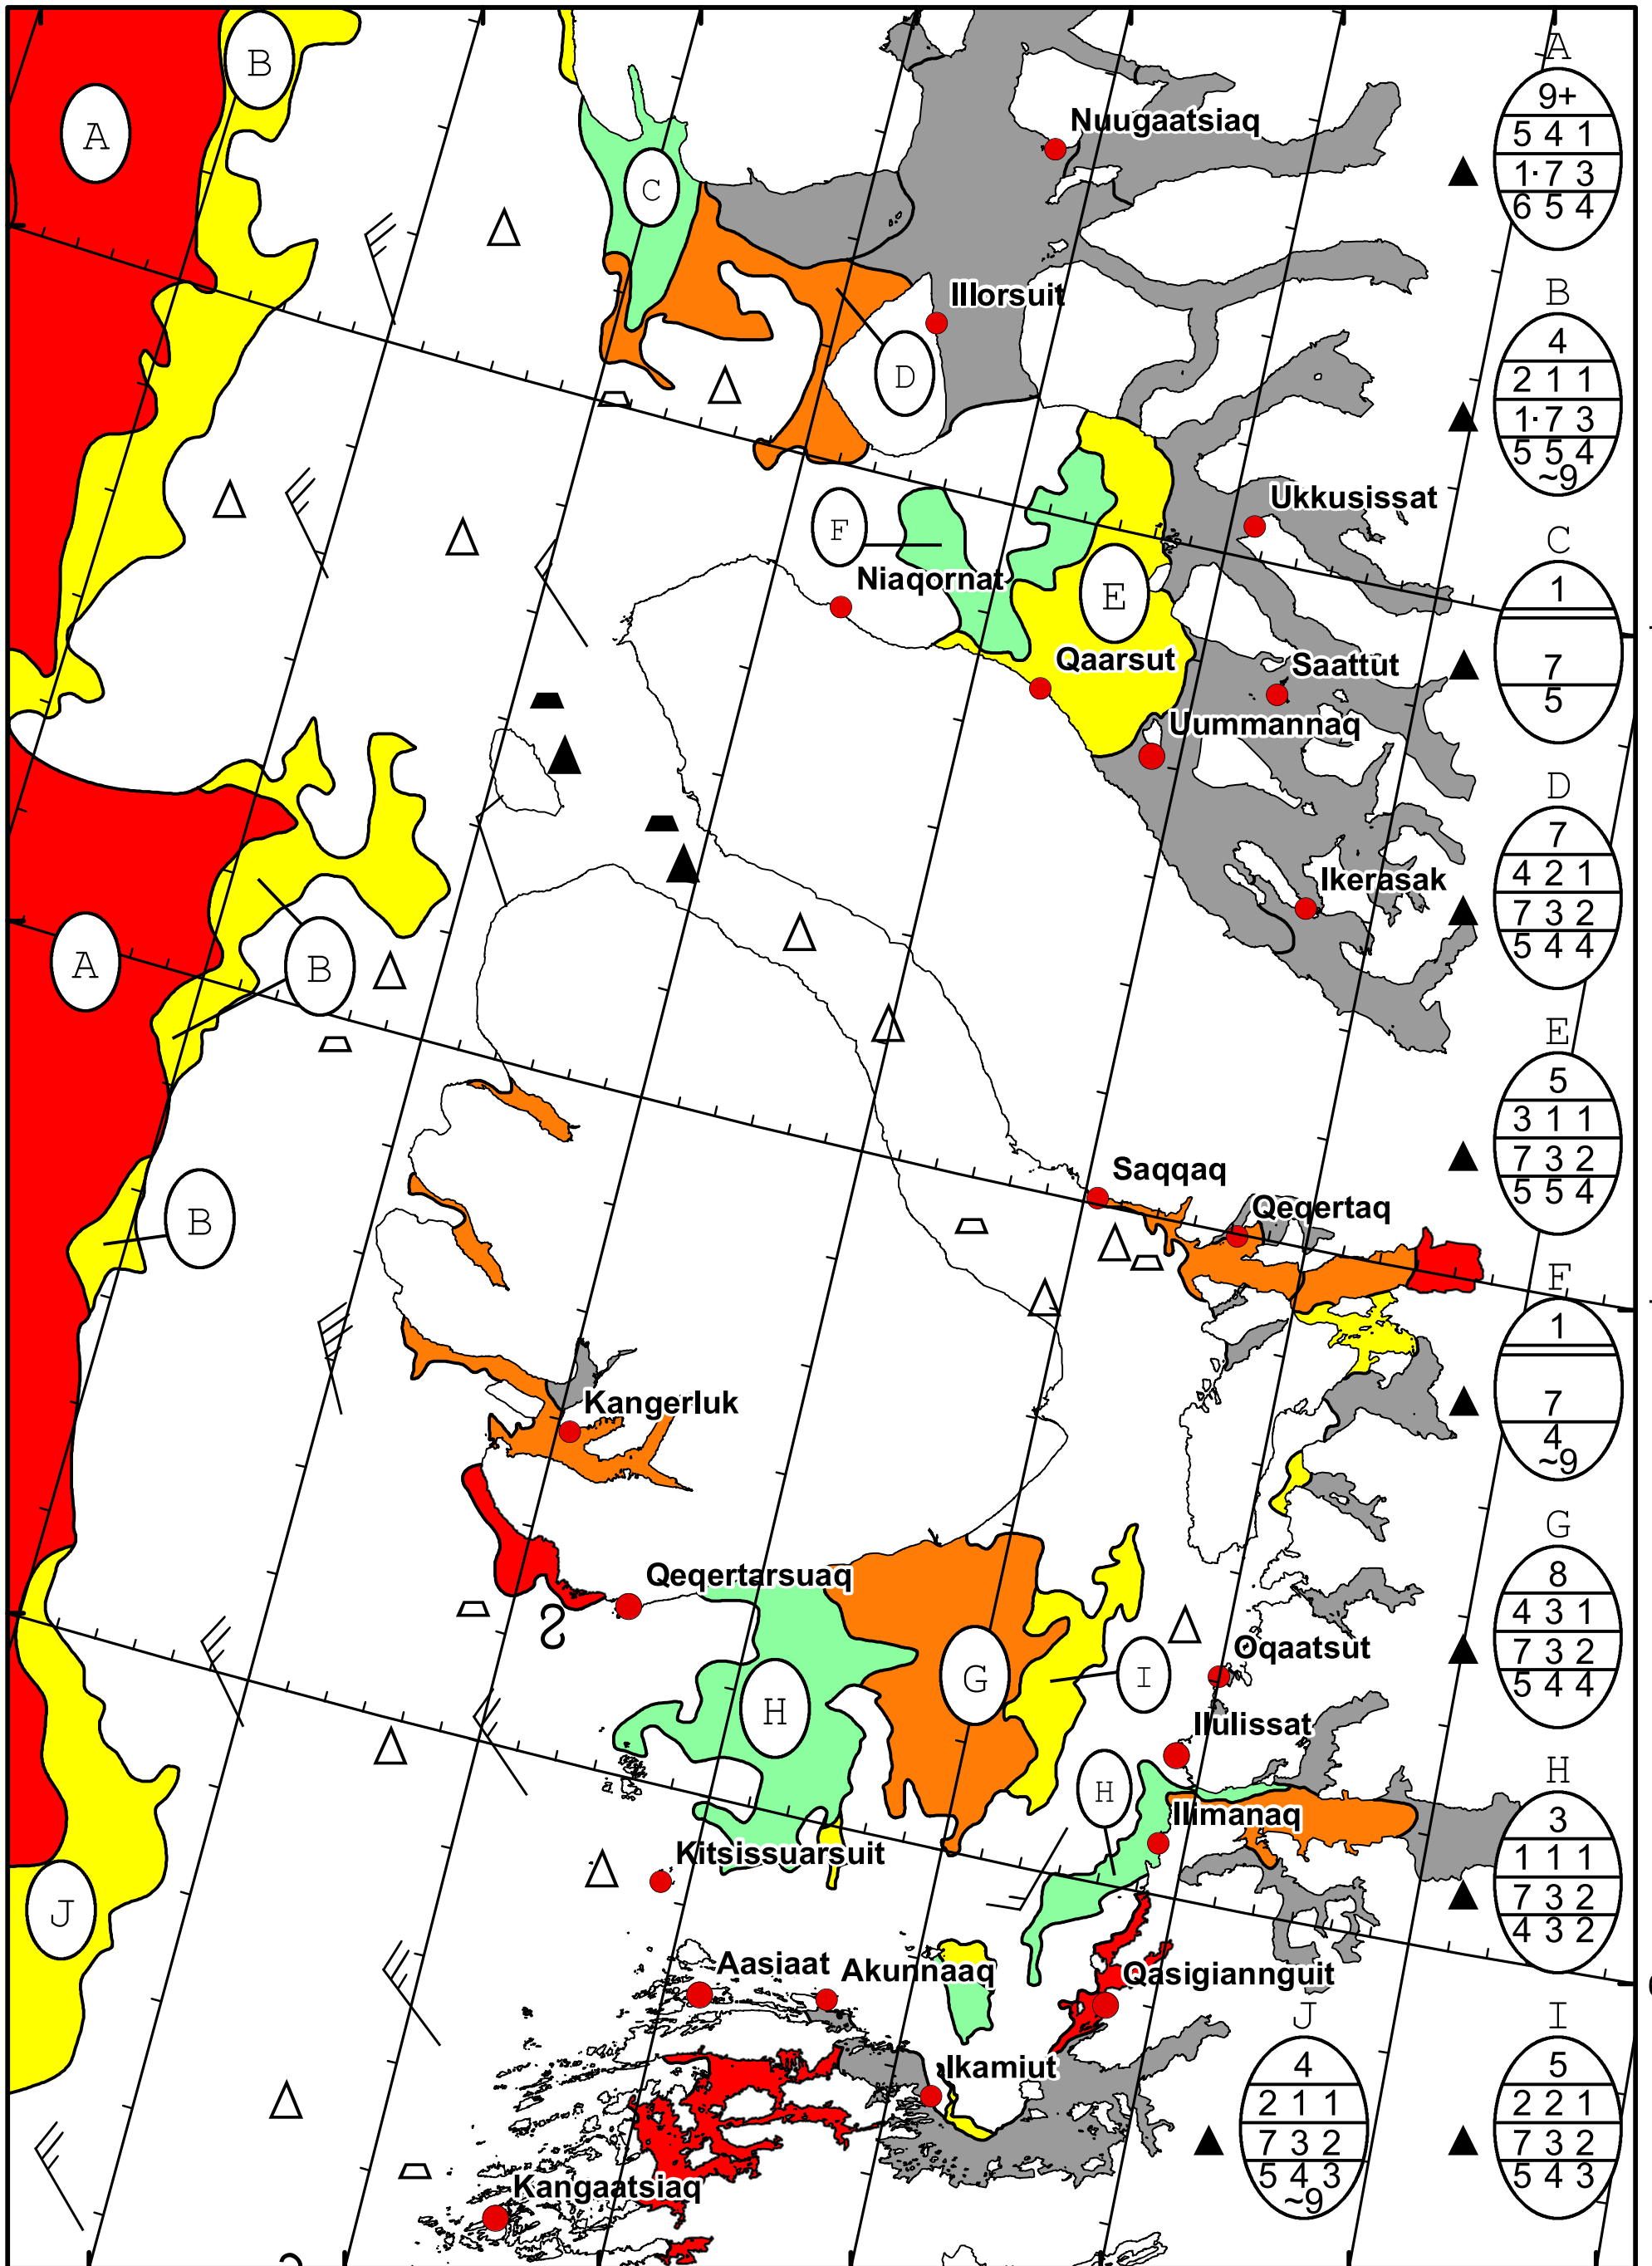 A
B
A
9+
5 4 1
1· 7 3
6 5 4
Nuugaatsiaq
C
Illorsuit
B
4
2 1 1
1· 7 3
5 5 4
~9
D
Ukkusissat
F
C
1
7
5
Niaqornat
E
Qaarsut
Saattut
Uummannaq
D
7
4 2 1
7 3 2
5 4 4
Ikerasak
A
B
E
5
3 1 1
7 3 2
5 5 4
Saqqaq
Qeqertaq
B
F
1
7
4
~9
Kangerluk
G
8
4 3 1
7 3 2
5 4 4
Qeqertarsuaq
Oqaatsut
G
I
H
Ilulissat
H
H
3
1 1 1
7 3 2
4 3 2
Ilimanaq
Kitsissuarsuit
J
Aasiaat
Akunnaaq
Qasigiannguit
J
4
2 1 1
7 3 2
5 4 3
~9
I
5
2 2 1
7 3 2
5 4 3
Ikamiut
Kangaatsiaq